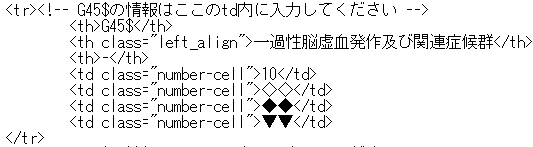 <tr><!-- G45$の情報はここのtd内に入力してください -->
<th>G45$</th>
<th class="left_align">一過性脳虚血発作及び関連症候群</th>
<th>-</th>
<td class="number-cell">10</td>
<td class="number-cell">◇◇</td>
<td class="number-cell">◆◆</td>
<td class="number-cell">▼▼</td>
</tr>